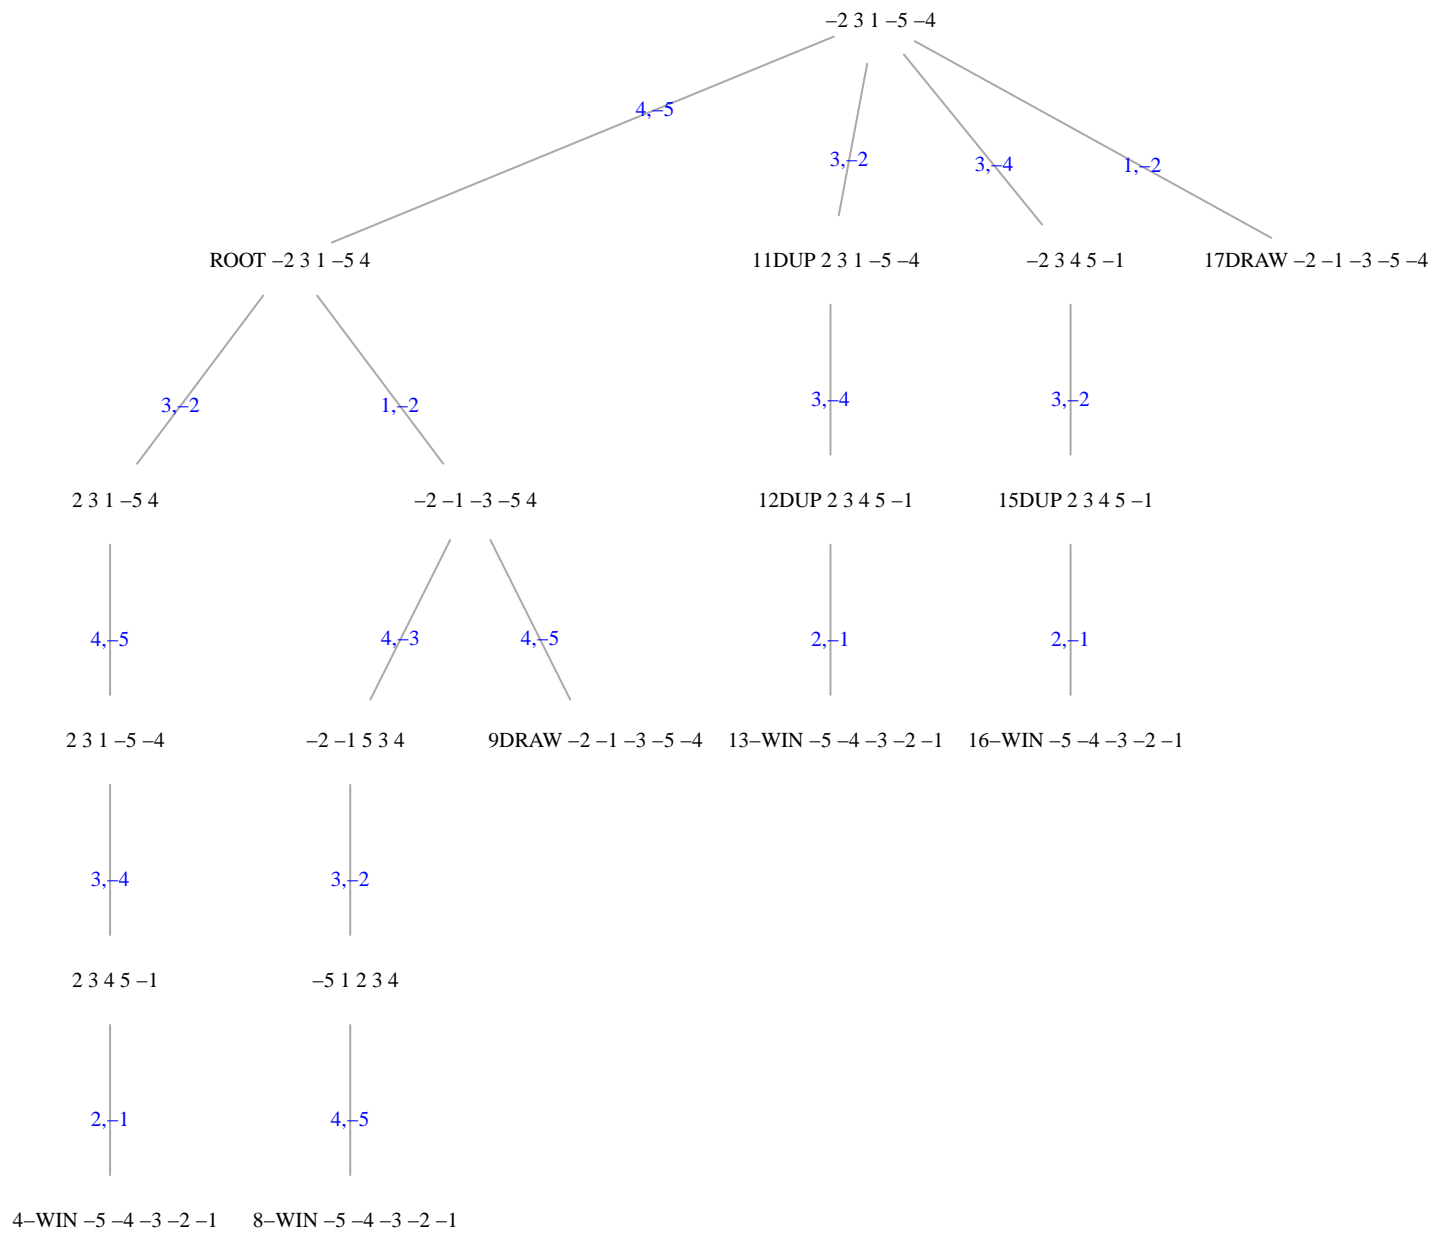 –2 3 1 –5 –4
4,–5
3,–2
3,–4
1,–2
ROOT –2 3 1 –5 4
11DUP 2 3 1 –5 –4
–2 3 4 5 –1
17DRAW –2 –1 –3 –5 –4
3,–2
1,–2
3,–4
3,–2
2 3 1 –5 4
–2 –1 –3 –5 4
12DUP 2 3 4 5 –1
15DUP 2 3 4 5 –1
4,–5
4,–3
4,–5
2,–1
2,–1
2 3 1 –5 –4
–2 –1 5 3 4
9DRAW –2 –1 –3 –5 –4
13–WIN –5 –4 –3 –2 –1
16–WIN –5 –4 –3 –2 –1
3,–4
3,–2
2 3 4 5 –1
–5 1 2 3 4
2,–1
4,–5
4–WIN –5 –4 –3 –2 –1
8–WIN –5 –4 –3 –2 –1